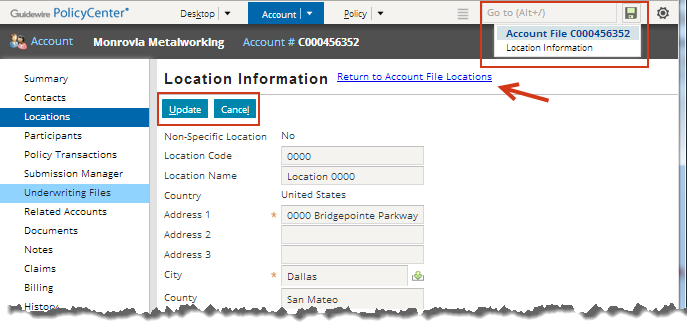 Guidewire PolicyCenter™ Desktop Account Policy Go to (Alt+/)
Account File C000456352
Location Information
Account Monrovia Metalworking Account # C000456352
Summary
Contacts
Locations
Participants
Policy Transactions
Submission Manager
Underwriting Files
Related Accounts
Documents
Notes
Claims
Billing
History
Location Information Return to Account File Locations
Update Cancel
Non-Specific Location No
Location Code 0000
Location Name Location 0000
Country United States
Address 1 * 0000 Bridgepointe Parkway
Address 2
Address 3
City * Dallas
County San Mateo